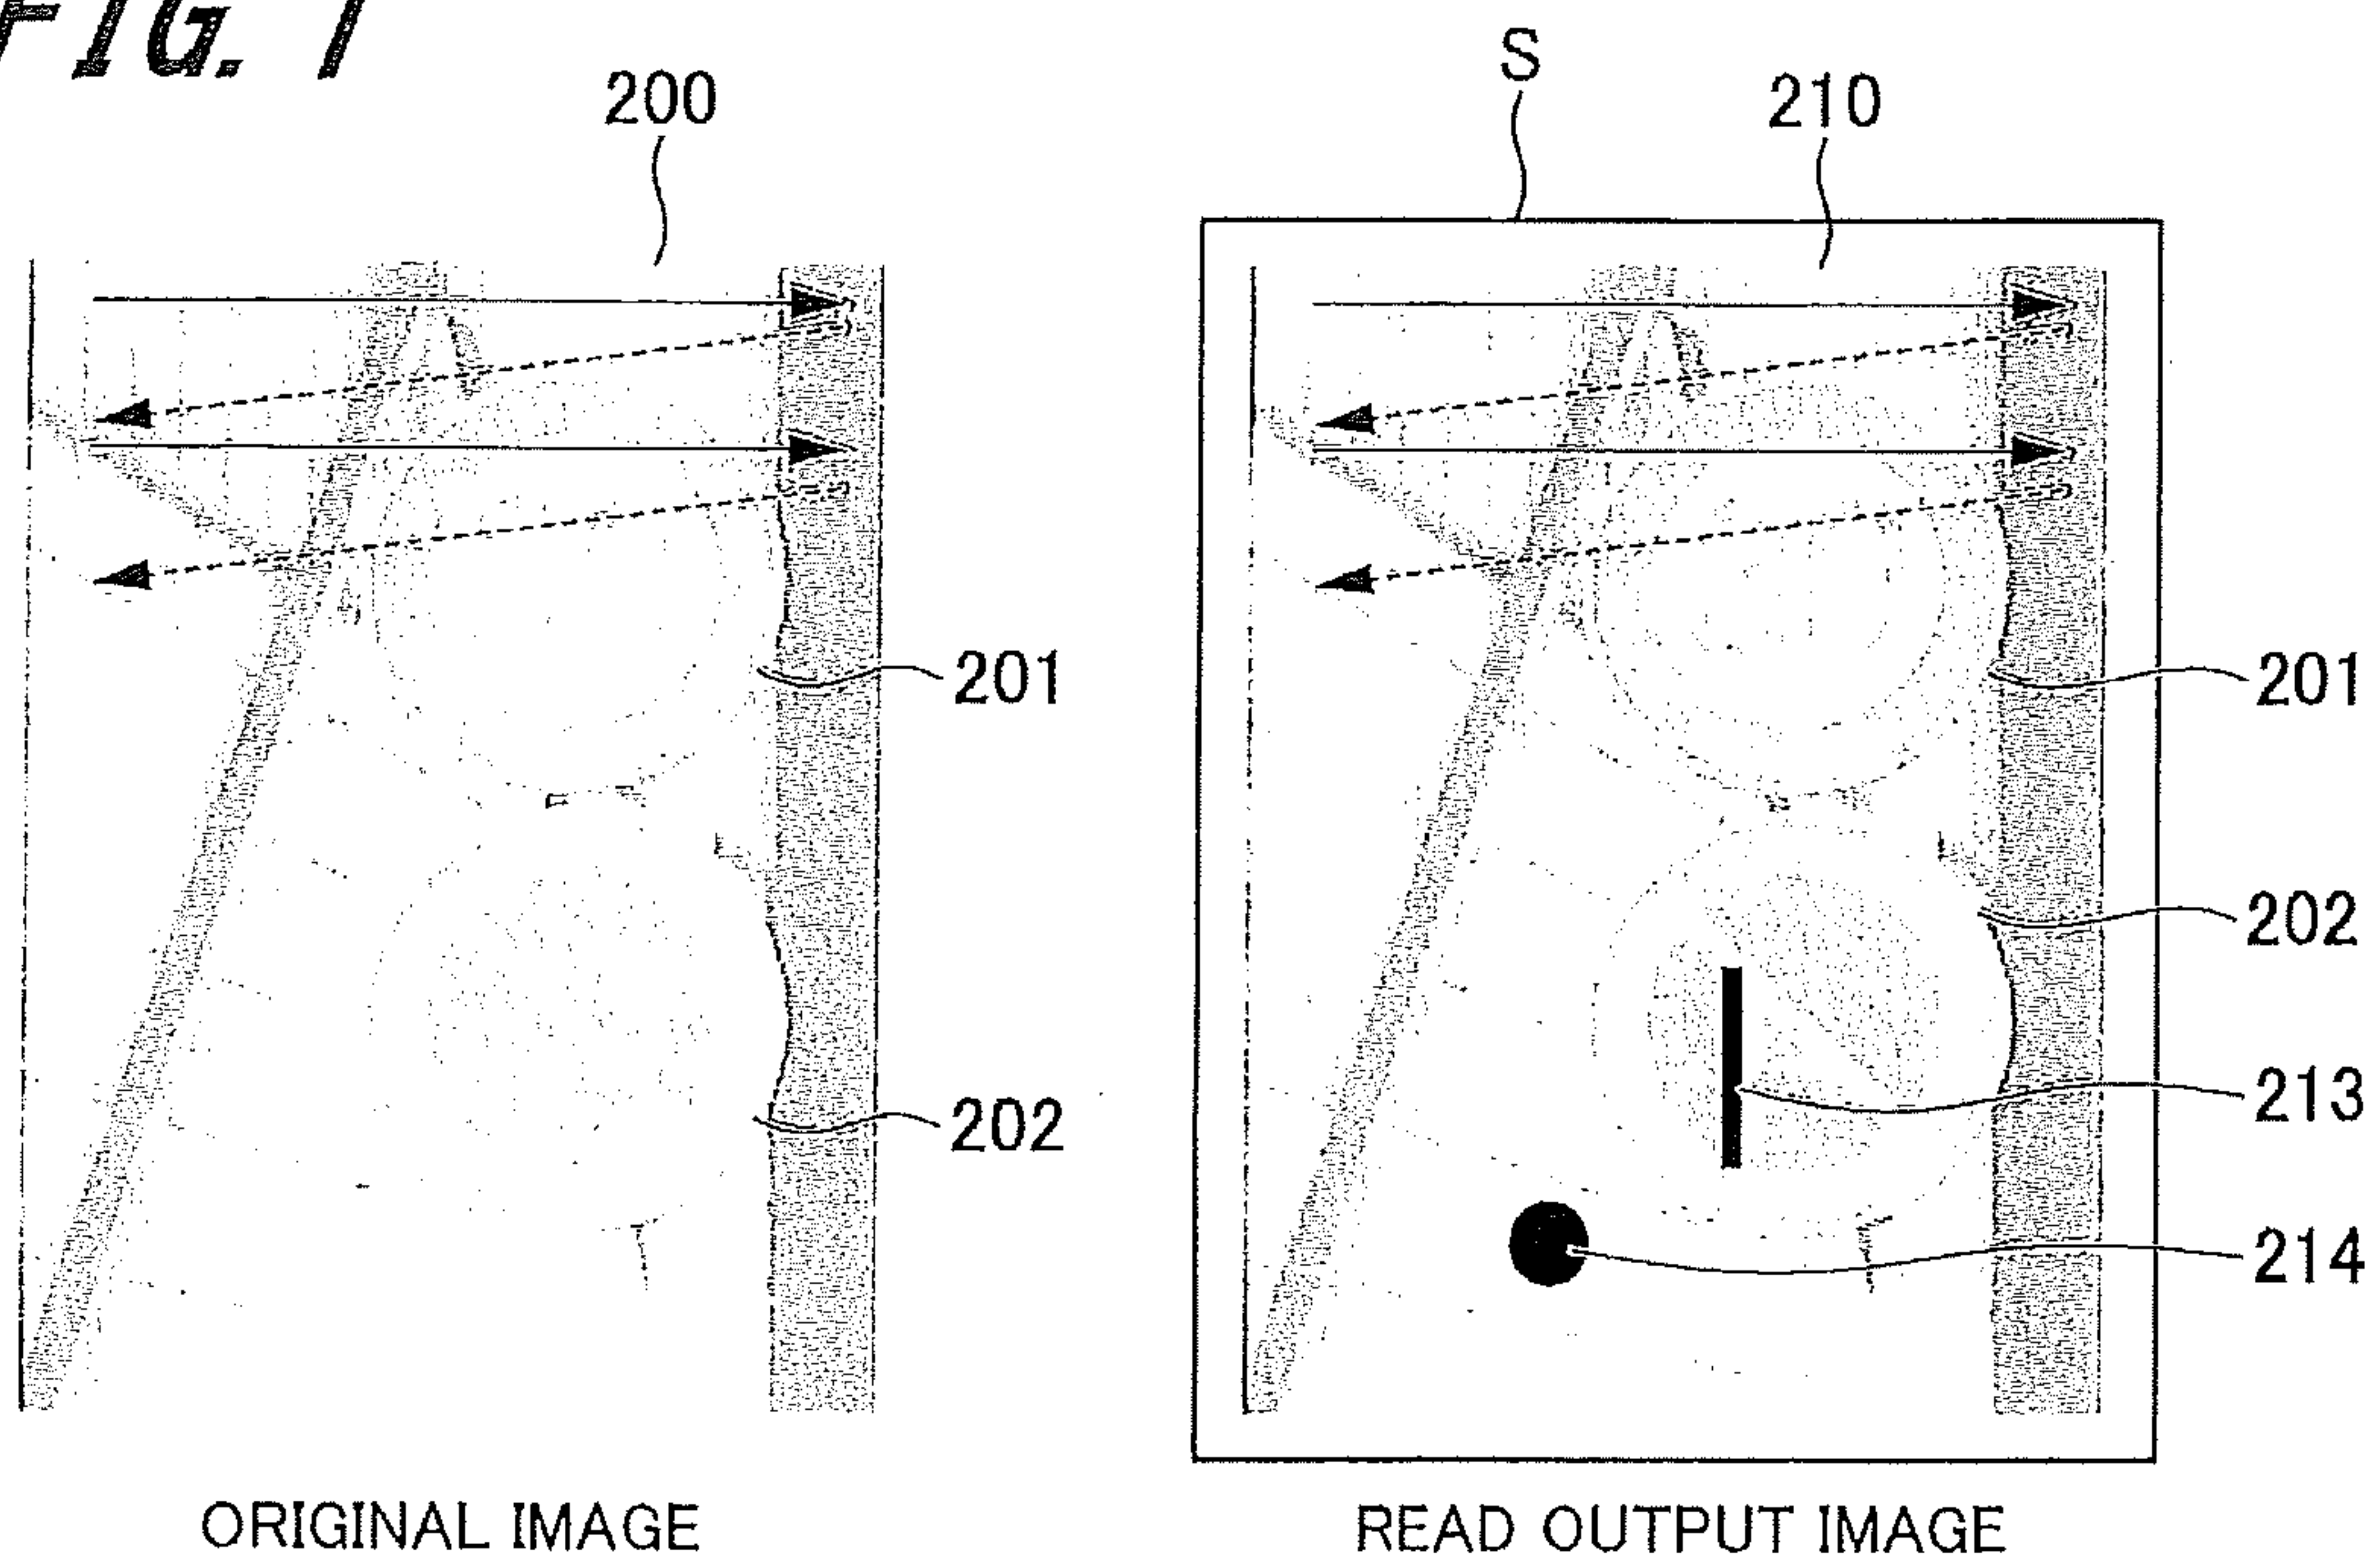 FIG. 1
200
S
210
201
201
202
213
202
214
ORIGINAL IMAGE
READ OUTPUT IMAGE